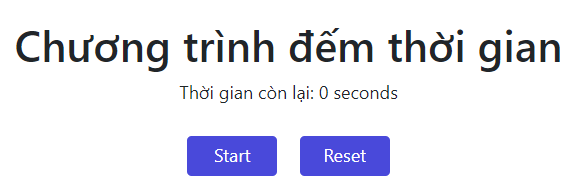 Chương trình đếm thời gian
Thời gian còn lại: 0 seconds
Start Reset